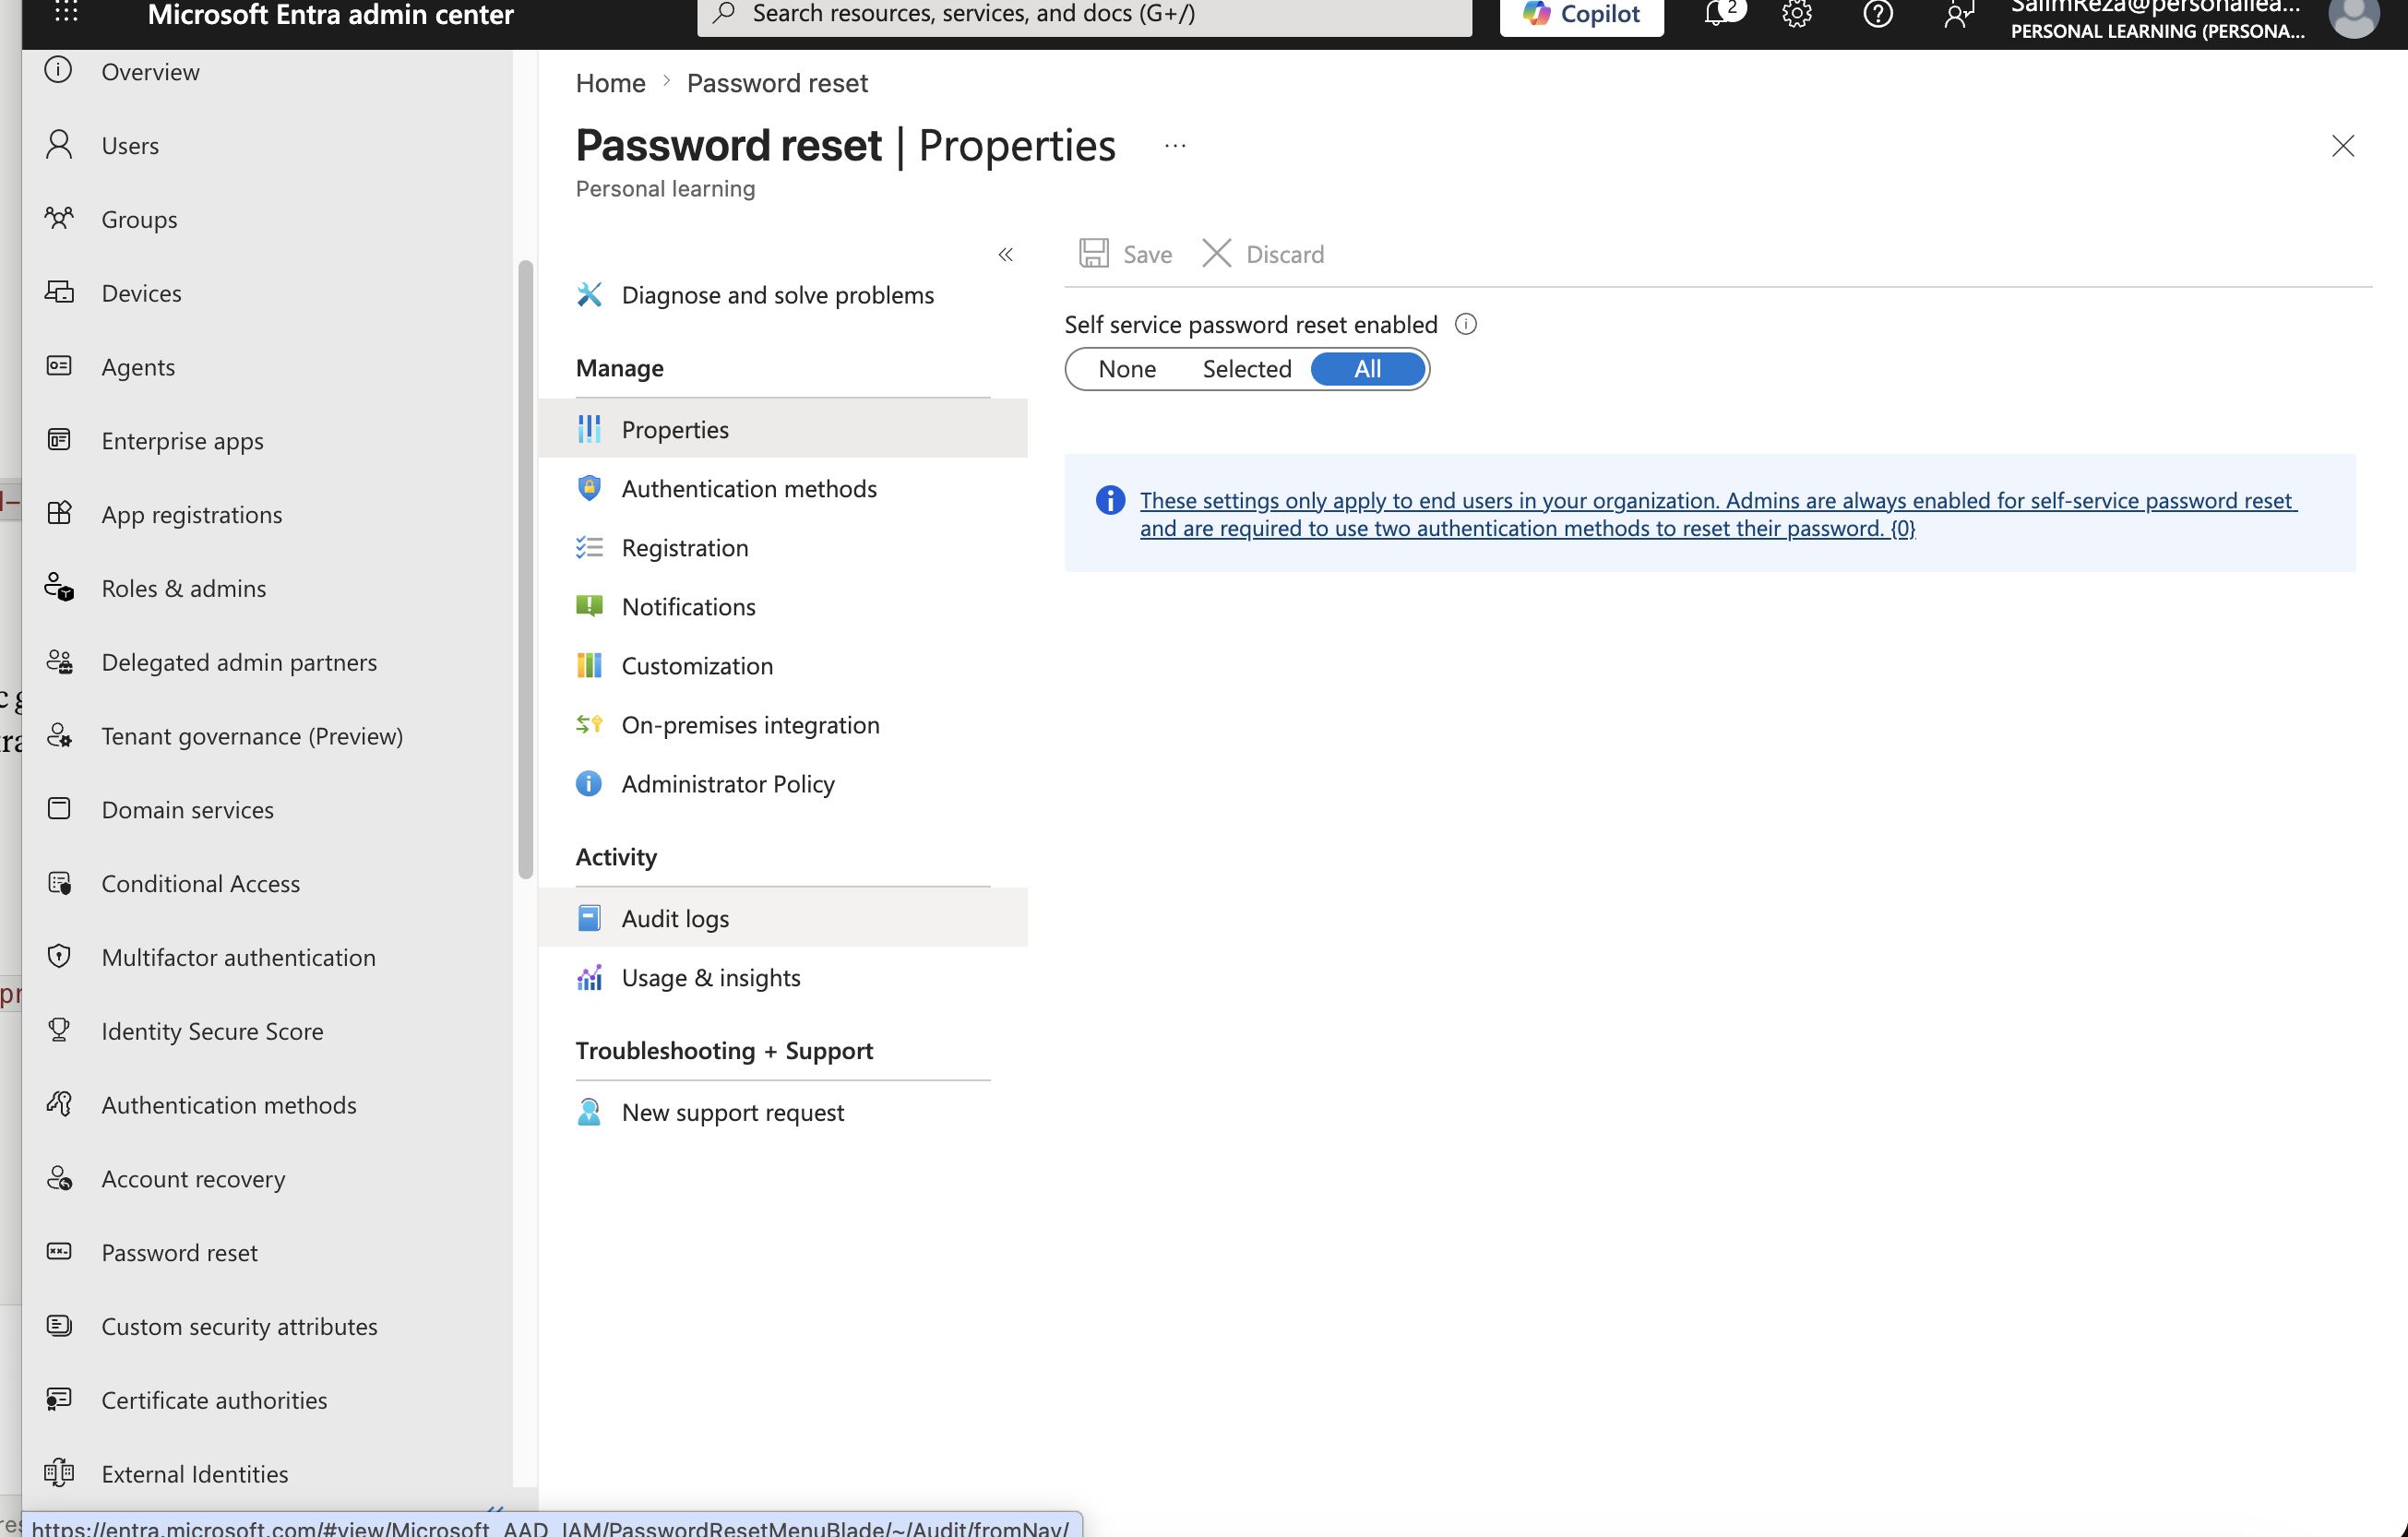 Microsoft Entra admin center
Search resources, services, and docs (G+/)
Copilot
2
SalimReza@personallea...
PERSONAL LEARNING (PERSONA...
Overview
Users
Groups
Devices
Agents
Enterprise apps
App registrations
Roles & admins
Delegated admin partners
Tenant governance (Preview)
Domain services
Conditional Access
Multifactor authentication
Identity Secure Score
Authentication methods
Account recovery
Password reset
Custom security attributes
Certificate authorities
External Identities
Home > Password reset
Password reset | Properties ...
Personal learning
Diagnose and solve problems
Manage
Properties
Authentication methods
Registration
Notifications
Customization
On-premises integration
Administrator Policy
Activity
Audit logs
Usage & insights
Troubleshooting + Support
New support request
Save Discard
Self service password reset enabled
None Selected All
These settings only apply to end users in your organization. Admins are always enabled for self-service password reset
and are required to use two authentication methods to reset their password. {0}
https://entra.microsoft.com/#view/Microsoft_AAD_IAM/PasswordResetMenuBlade/~/Audit/fromNav/